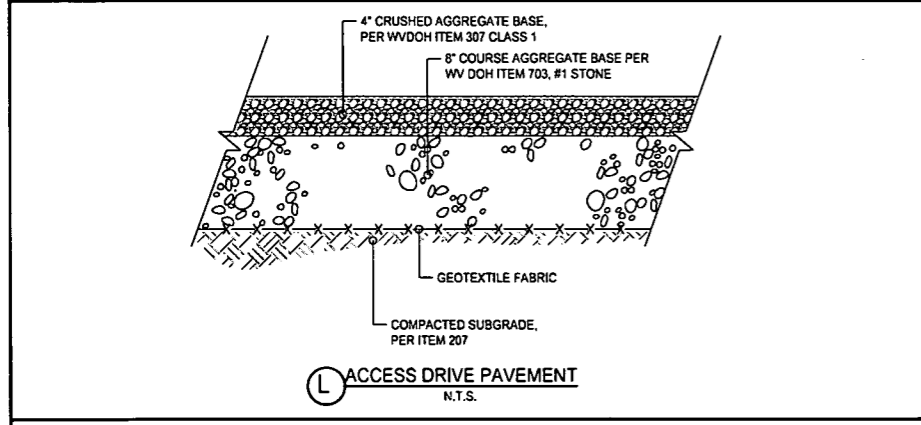 4" CRUSHED AGGREGATE BASE,
PER WVDOH ITEM 307 CLASS 1
8" COURSE AGGREGATE BASE PER
WV DOH ITEM 703, #1 STONE
GEOTEXTILE FABRIC
COMPACTED SUBGRADE,
PER ITEM 207
L ACCESS DRIVE PAVEMENT
N.T.S.